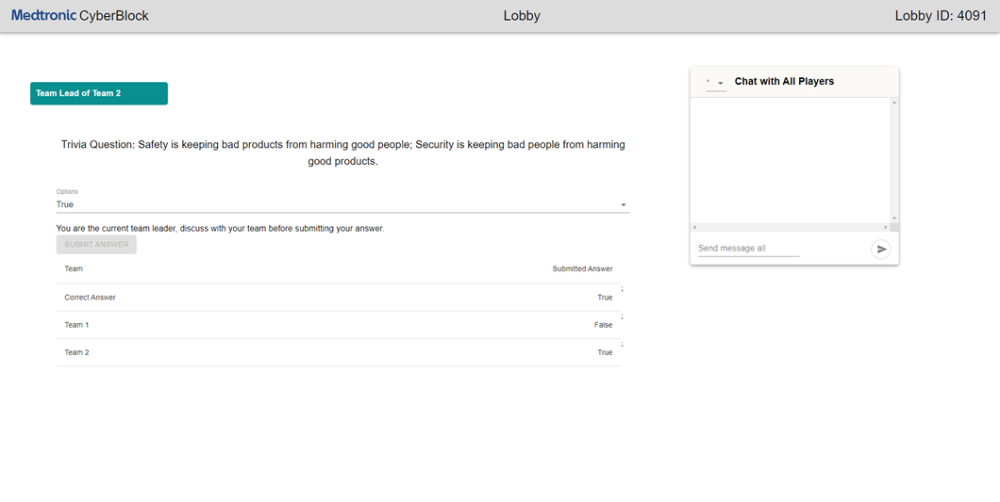 Medtronic CyberBlock
Lobby
Lobby ID: 4091
Team Lead of Team 2
Chat with All Players
Trivia Question: Safety is keeping bad products from harming good people; Security is keeping bad people from harming
good products.
Options
True
You are the current team leader, discuss with your team before submitting your answer.
SUBMIT ANSWER
Send message all
Team Submitted Answer
;
Correct Answer True
;
Team 1 False
;
Team 2 True